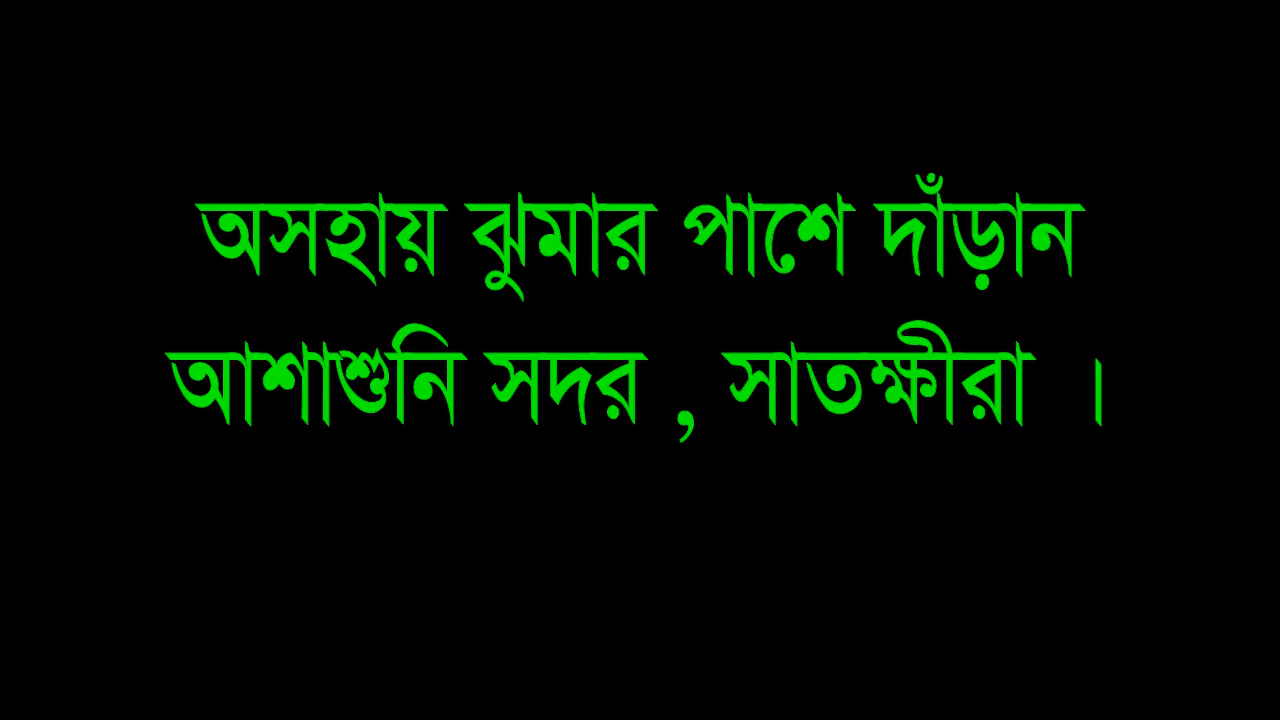 অসহায় ঝুমার পাশে দাঁড়ান
আশাশুনি সদর , সাতক্ষীরা ।